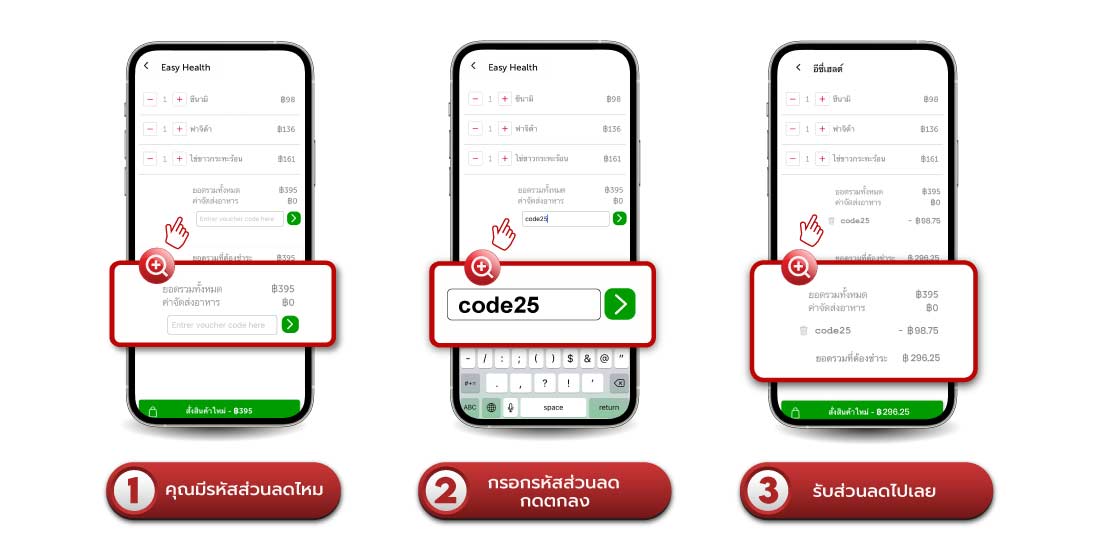 Easy Health
− 1 + ซึนามิ ฿98
− 1 + ฟาจิต้า ฿136
− 1 + ไข่ขาวกระทะร้อน ฿161
ยอดรวมทั้งหมด ฿395
ค่าจัดส่งอาหาร ฿0
Enrter voucher code here
ยอดรวมที่ต้องชำระ ฿395
ยอดรวมทั้งหมด ฿395
ค่าจัดส่งอาหาร ฿0
Entrer voucher code here
สั่งสินค้าใหม่ - ฿395
1 คุณมีรหัสส่วนลดไหม
Easy Health
− 1 + ซึนามิ ฿98
− 1 + ฟาจิต้า ฿136
− 1 + ไข่ขาวกระทะร้อน ฿161
ยอดรวมทั้งหมด ฿395
ค่าจัดส่งอาหาร ฿0
code25
code25
- / : ; ( ) $ & @ "
#+= . , ? ! '
ABC space return
2 กรอกรหัสส่วนลด
กดตกลง
อีซี่เฮลต์
− 1 + ซึนามิ ฿98
− 1 + ฟาจิต้า ฿136
− 1 + ไข่ขาวกระทะร้อน ฿161
ยอดรวมทั้งหมด ฿395
ค่าจัดส่งอาหาร ฿0
code25 - ฿98.75
ยอดรวมที่ต้องชำระ ฿296.25
ยอดรวมทั้งหมด ฿395
ค่าจัดส่งอาหาร ฿0
code25 - ฿98.75
ยอดรวมที่ต้องชำระ ฿296.25
สั่งสินค้าใหม่ - ฿296.25
3 รับส่วนลดไปเลย